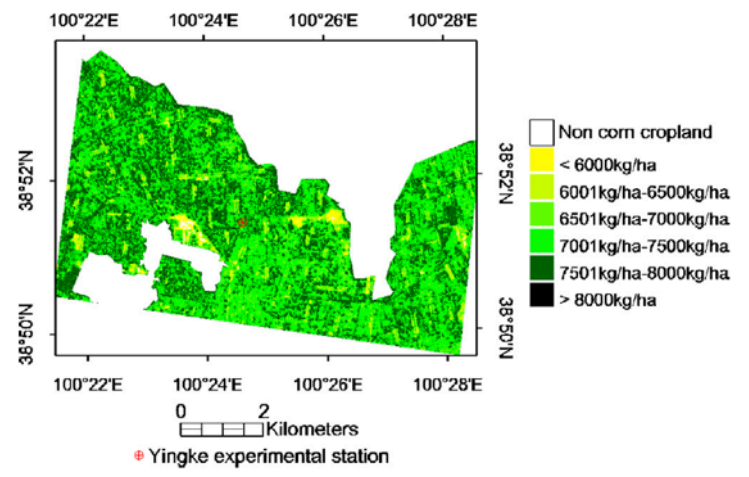 100°22'E 100°24'E 100°26'E 100°28'E
38°52'N
38°50'N
38°52'N
38°50'N
Non corn cropland
< 6000kg/ha
6001kg/ha-6500kg/ha
6501kg/ha-7000kg/ha
7001kg/ha-7500kg/ha
7501kg/ha-8000kg/ha
> 8000kg/ha
100°22'E 100°24'E 100°26'E 100°28'E
0 2
Kilometers
Yingke experimental station